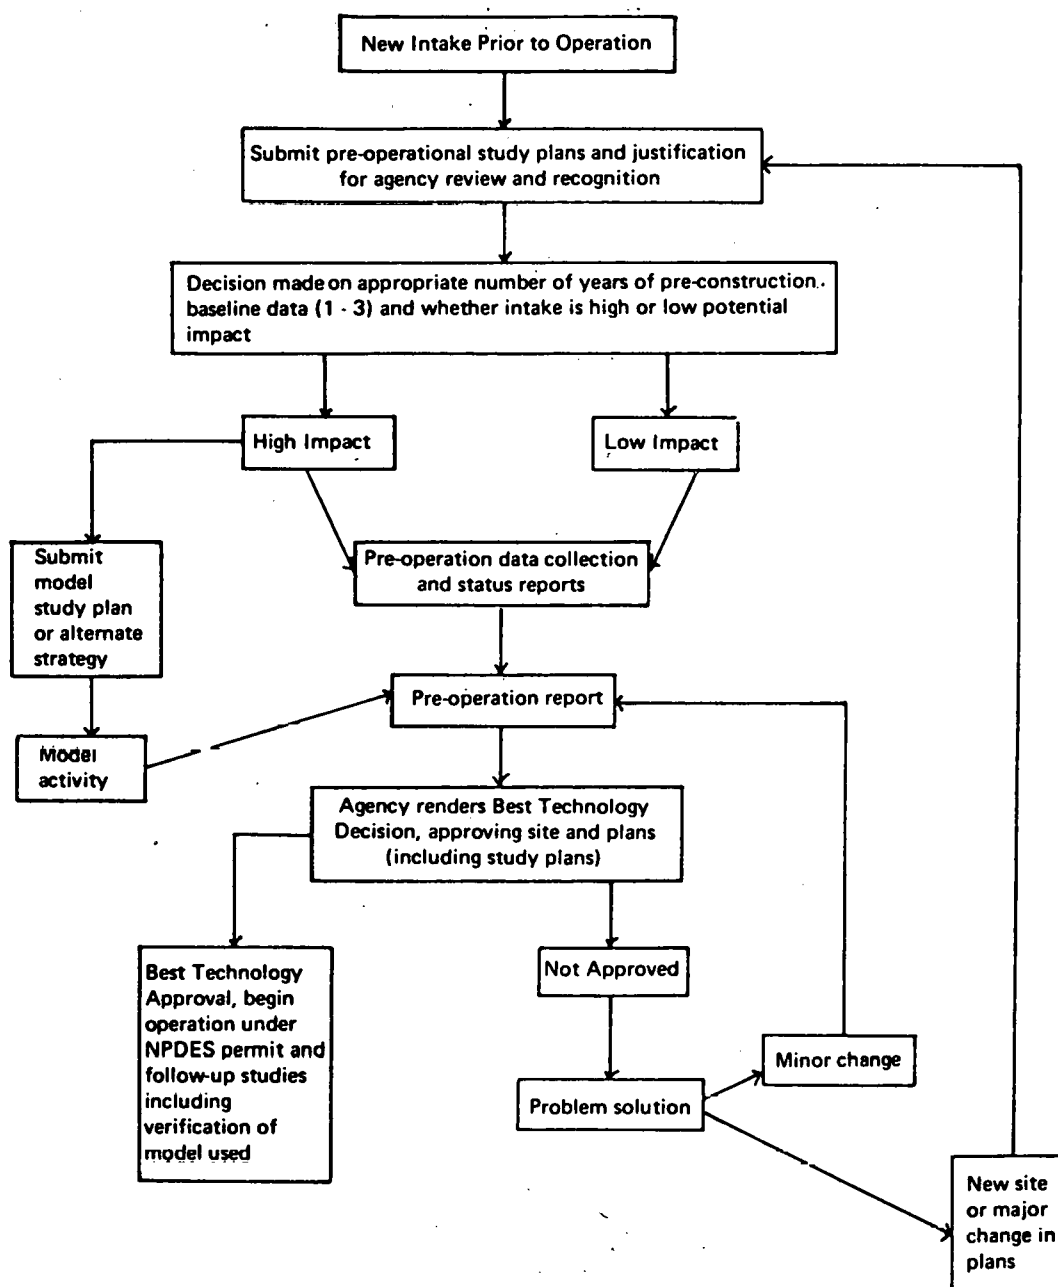 New Intake Prior to Operation
Submit pre-operational study plans and justification
for agency review and recognition
Decision made on appropriate number of years of pre-construction
baseline data (1 - 3) and whether intake is high or low potential
impact
High Impact
Low Impact
Submit
model
study plan
or alternate
strategy
Pre-operation data collection
and status reports
Pre-operation report
Model
activity
Agency renders Best Technology
Decision, approving site and plans
(including study plans)
Best Technology
Approval, begin
operation under
NPDES permit and
follow-up studies
including
verification of
model used
Not Approved
Minor change
Problem solution
New site
or major
change in
plans